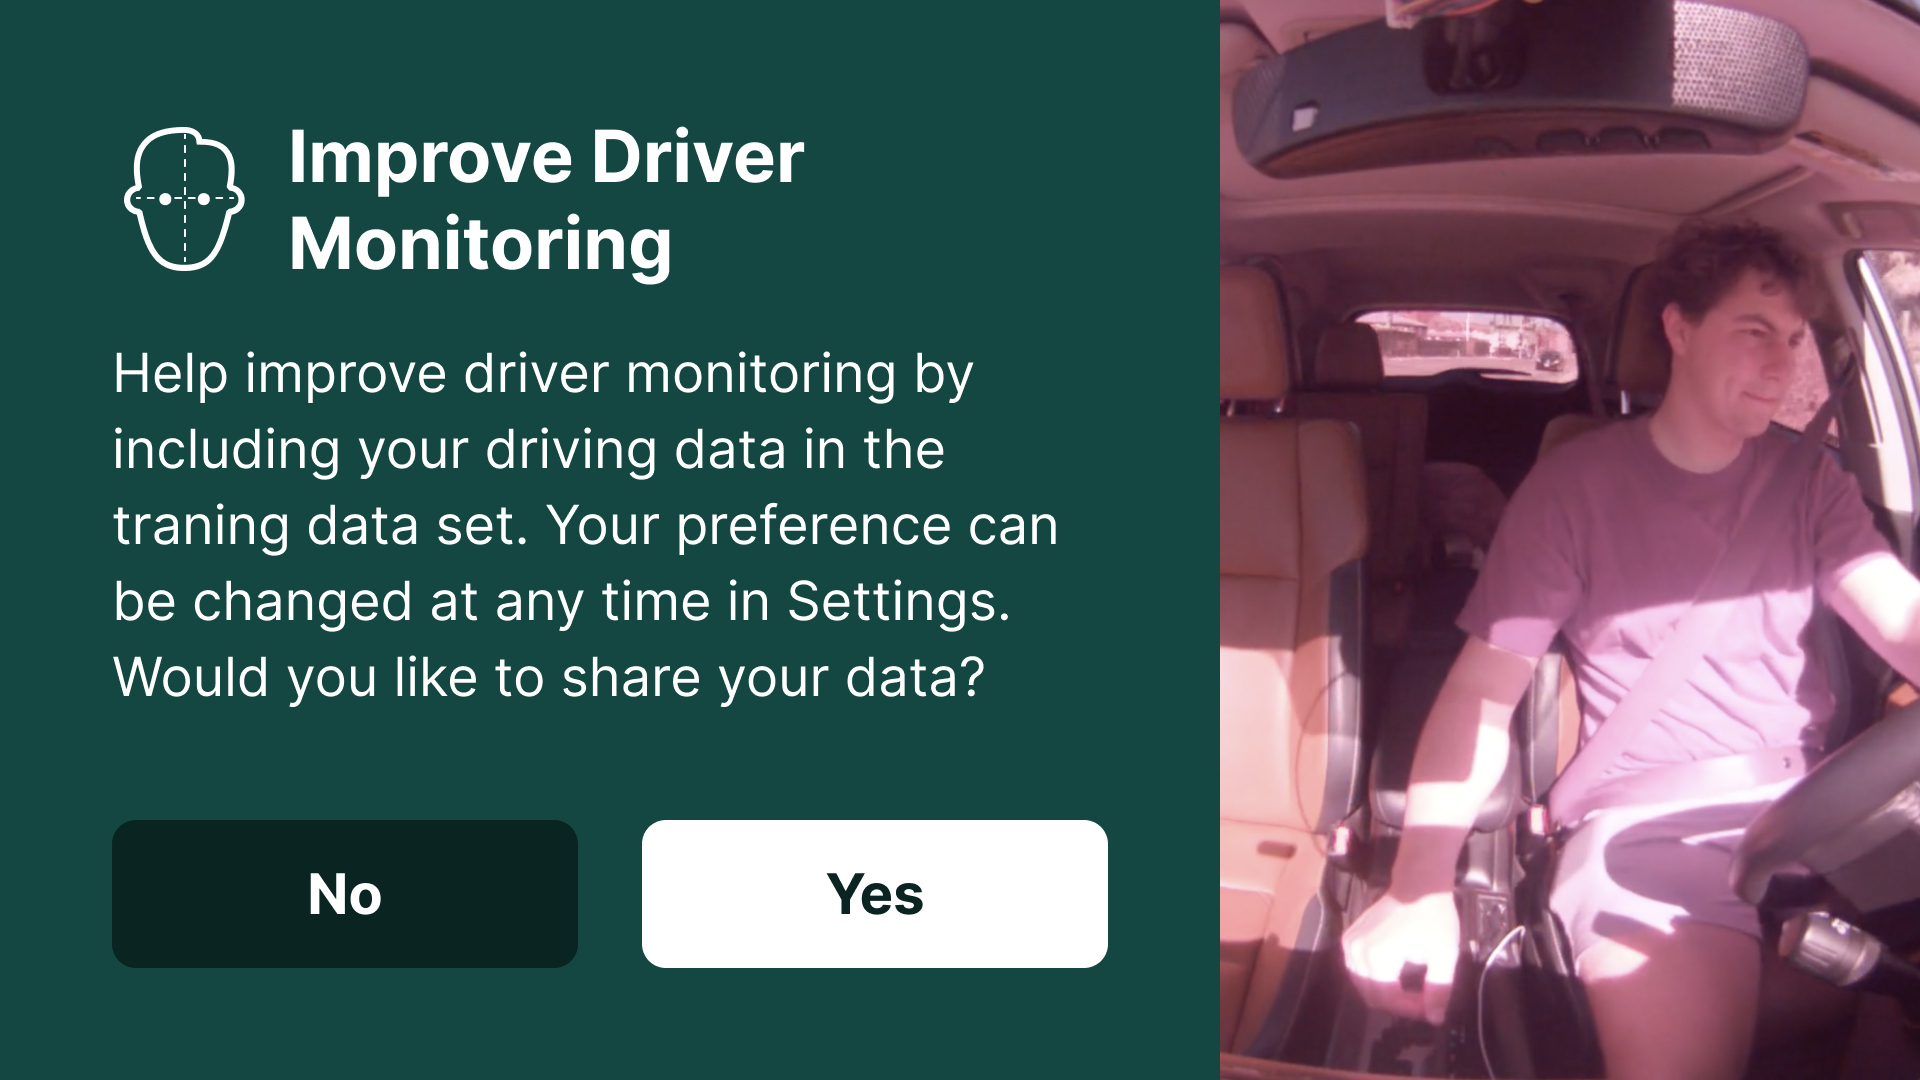 Improve Driver
Monitoring
Help improve driver monitoring by
including your driving data in the
traning data set. Your preference can
be changed at any time in Settings.
Would you like to share your data?
No
Yes